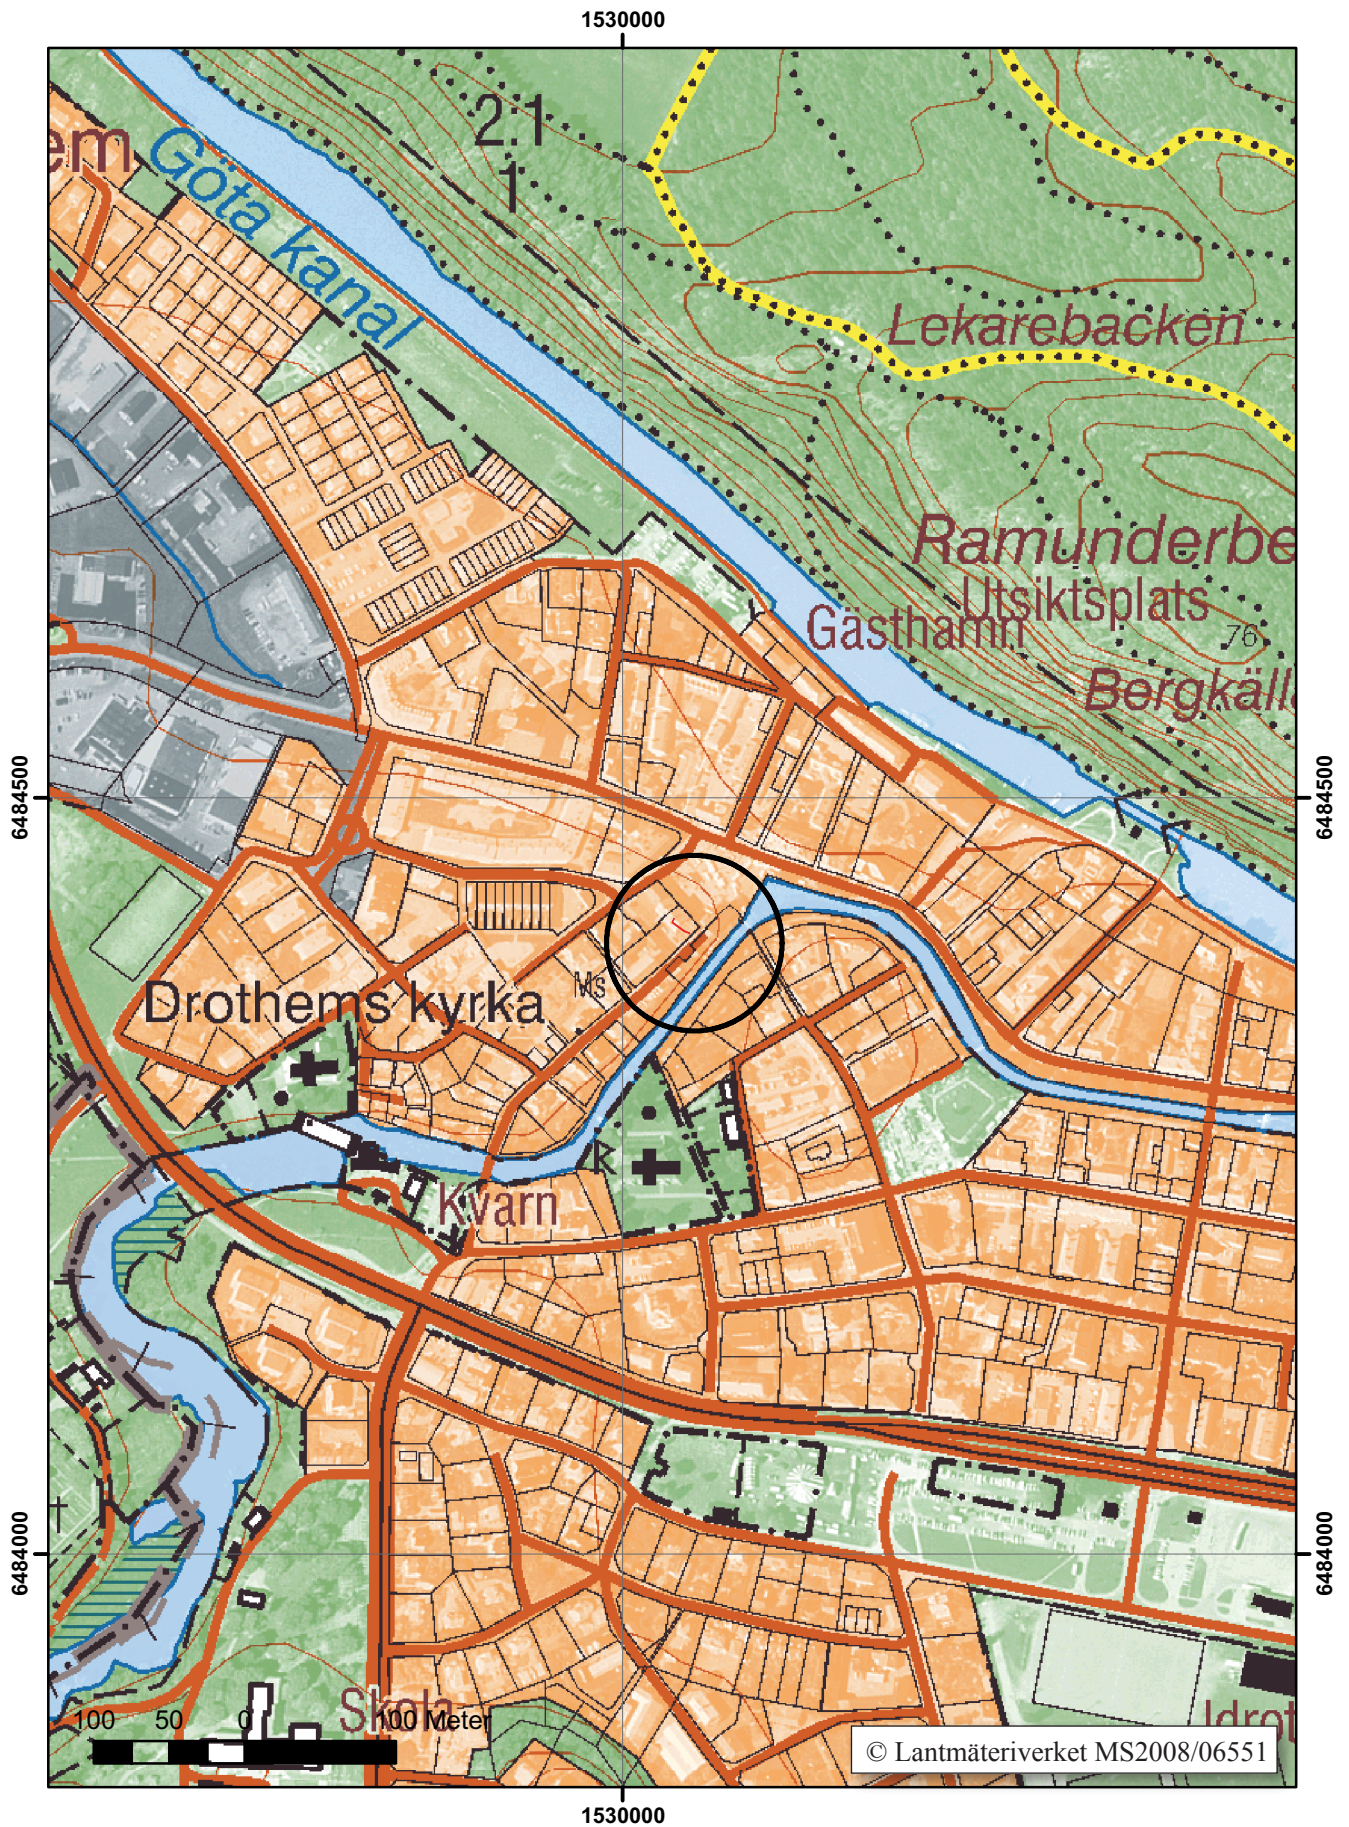 1530000
2:1
1
em
Göta kanal
Lekarebacken
Ramunderbe
Utsiktsplats
Gästhamn
76
Bergkäll
6484500
6484500
Ms
Drothems kyrka
R
Kvarn
6484000
6484000
Skola
Idrot
100 50 0 100 Meter
© Lantmäteriverket MS2008/06551
1530000